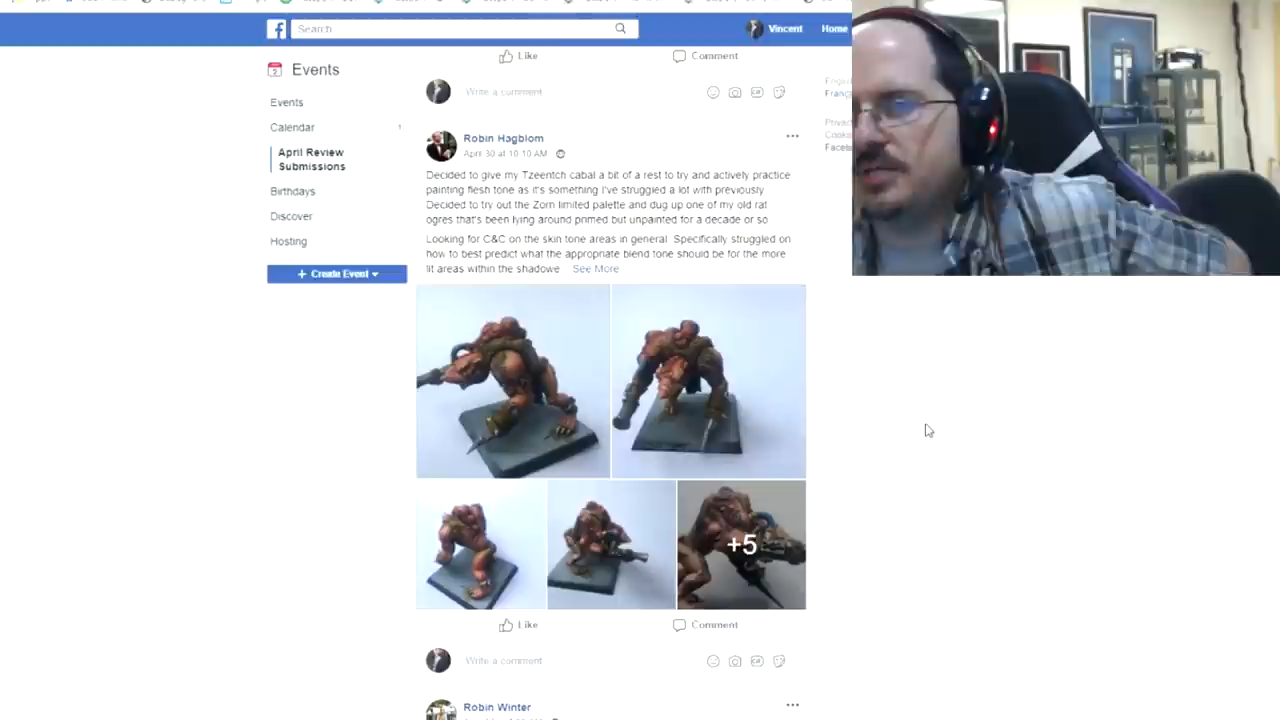 Search
Vincent
Home
Events
Like
Comment
Events
Write a comment
Calendar
1
Robin Hagblom
April 30 at 10:10 AM
April Review
Submissions
Birthdays
Discover
Hosting
Create Event
Decided to give my Tzeentch cabal a bit of a rest to try and actively practice
painting flesh tone as it's something I've struggled a lot with previously
Decided to try out the Zorn limited palette and dug up one of my old rat
ogres that's been lying around primed but unpainted for a decade or so
Looking for C&C on the skin tone areas in general. Specifically struggled on
how to best predict what the appropriate blend tone should be for the more
lit areas within the shadowe See More
+5
Like
Comment
Write a comment
Robin Winter